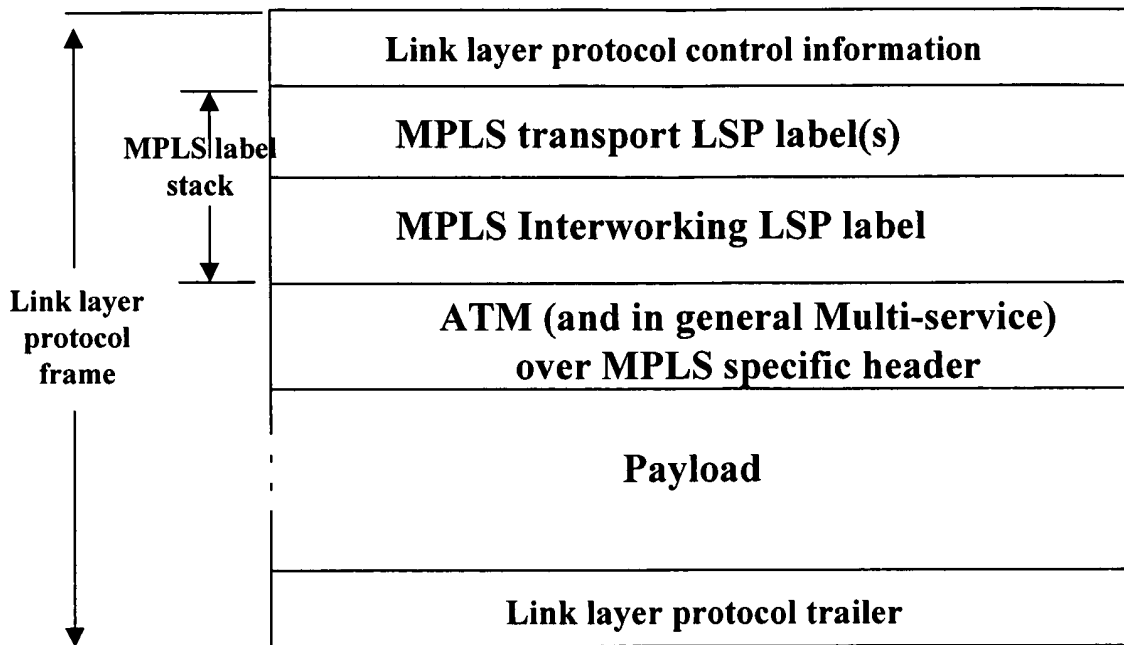 Link layer protocol control information
MPLS transport LSP label(s)
MPLS label
stack
MPLS Interworking LSP label
Link layer
protocol
frame
ATM (and in general Multi-service)
over MPLS specific header
Payload
Link layer protocol trailer